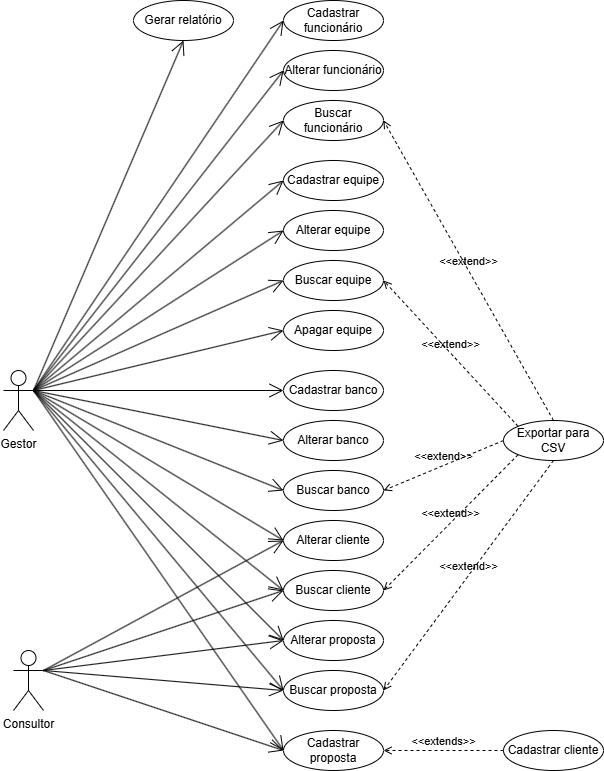 Gerar relatório
Cadastrar
funcionário
Alterar funcionário
Buscar
funcionário
Cadastrar equipe
Alterar equipe
<<extend>>
Buscar equipe
Apagar equipe
<<extend>>
Cadastrar banco
Gestor
Alterar banco
Exportar para
CSV
<<extend>>
Buscar banco
<<extend>>
Alterar cliente
<<extend>>
Buscar cliente
Alterar proposta
Buscar proposta
Consultor
Cadastrar
proposta
<<extends>>
Cadastrar cliente